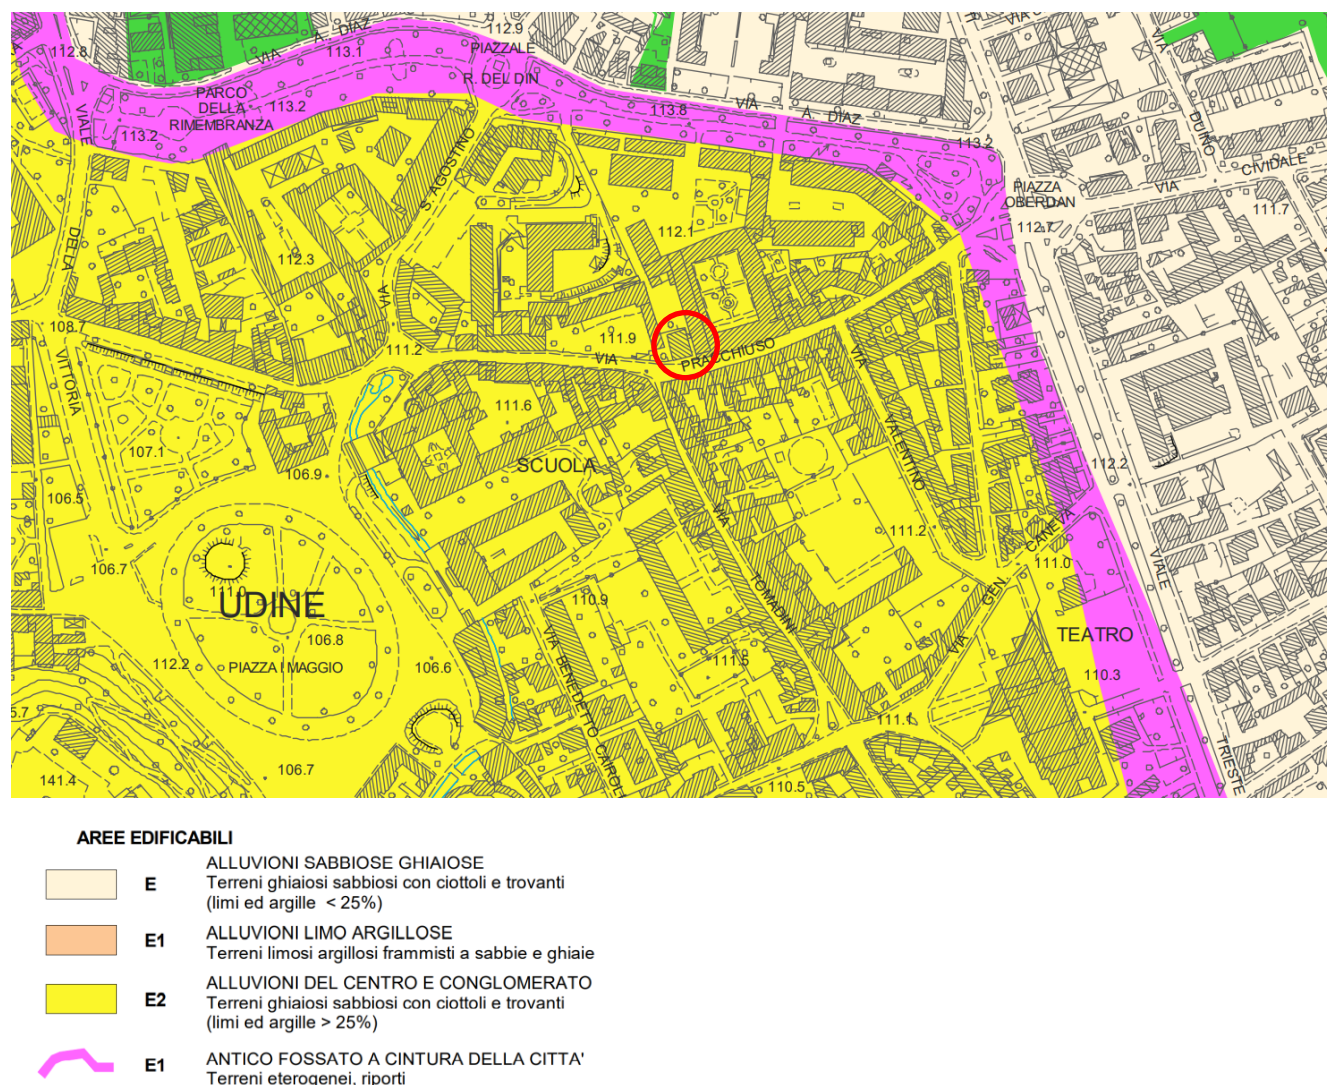 112.8
VIALE
113.2
PARCO
DELLA
RIMEMBRANZA
113.2
113.1
VIA A. DIAZ
112.9
PIAZZALE
R. DEL DIN
113.8
VIA A. DIAZ
113.2
VIA
VIA
DUINO
PIAZZA
OBERDAN
112.7
VIA CIVIDALE
111.7
DELLA
VITTORIA
108.7
112.3
VIA S. AGOSTINO
112.1
111.9
111.2
VIA PRACCHIUSO
VIA
VALENTINO
111.6
SCUOLA
107.1
106.9
106.5
106.7
111.0
UDINE
106.8
PIAZZA I MAGGIO
112.2
106.6
5.7
141.4
106.7
110.9
VIA BENEDETTO CAIROLI
111.5
VIA TOMADINI
111.2
111.0
VIA GEN. CANEVA
112.2
VIALE
TRIESTE
TEATRO
110.3
111.1
110.5
AREE EDIFICABILI
E
ALLUVIONI SABBIOSE GHIAIOSE
Terreni ghiaiosi sabbiosi con ciottoli e trovanti
(limi ed argille < 25%)
E1
ALLUVIONI LIMO ARGILLOSE
Terreni limosi argillosi frammisti a sabbie e ghiaie
E2
ALLUVIONI DEL CENTRO E CONGLOMERATO
Terreni ghiaiosi sabbiosi con ciottoli e trovanti
(limi ed argille > 25%)
E1
ANTICO FOSSATO A CINTURA DELLA CITTA'
Terreni eterogenei, riporti